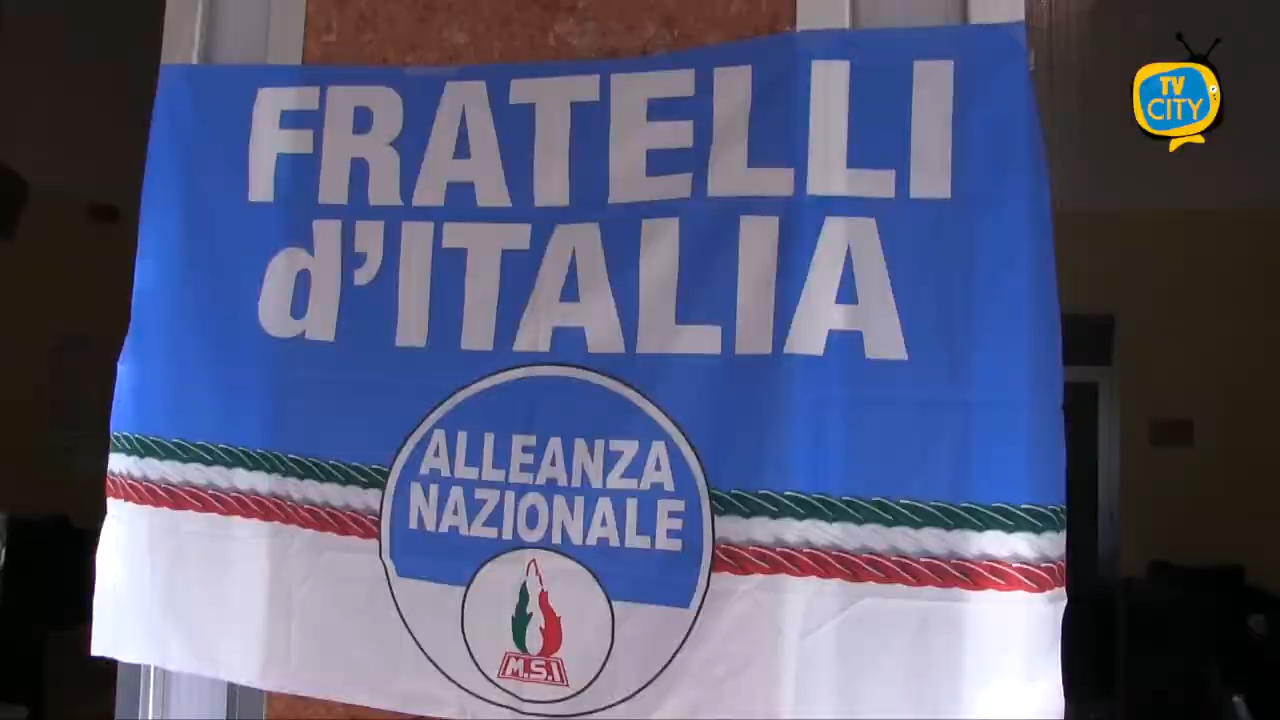 FRATELLI
d'ITALIA
ALLEANZA
NAZIONALE
M.S.I
TV
CITY